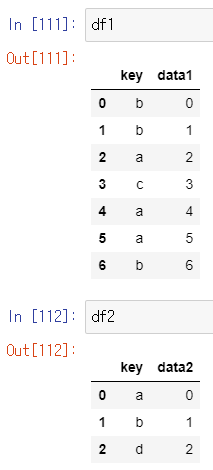 In [111]: df1
Out[111]:
key data1
0 b 0
1 b 1
2 a 2
3 c 3
4 a 4
5 a 5
6 b 6
In [112]: df2
Out[112]:
key data2
0 a 0
1 b 1
2 d 2